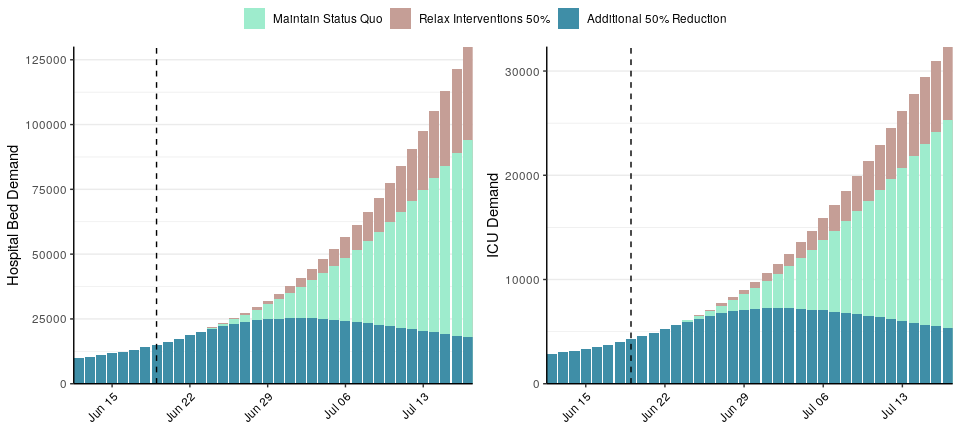 Maintain Status Quo Relax Interventions 50% Additional 50% Reduction
Hospital Bed Demand
125000
100000
75000
50000
25000
0
Jun 15 Jun 22 Jun 29 Jul 06 Jul 13
ICU Demand
30000
20000
10000
0
Jun 15 Jun 22 Jun 29 Jul 06 Jul 13